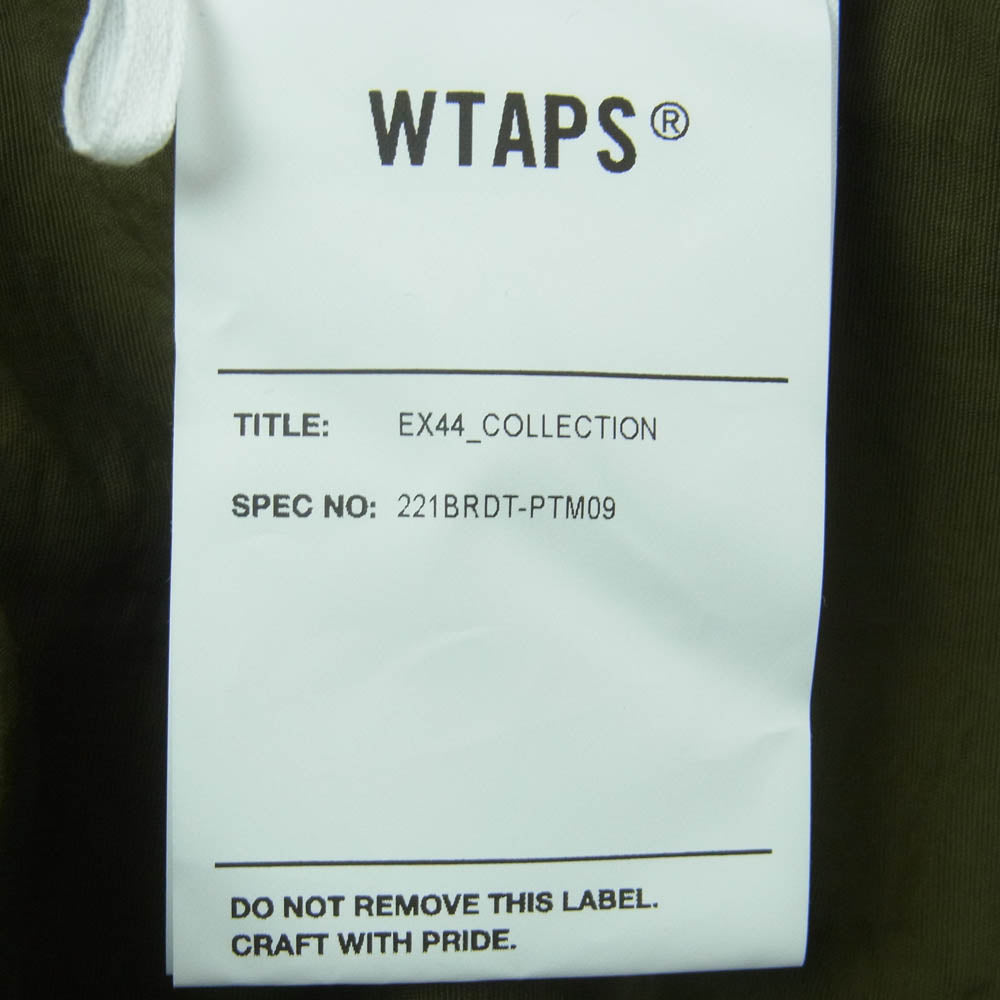 WTAPS®
TITLE: EX44_COLLECTION
SPEC NO: 221BRDT-PTM09
DO NOT REMOVE THIS LABEL.
CRAFT WITH PRIDE.